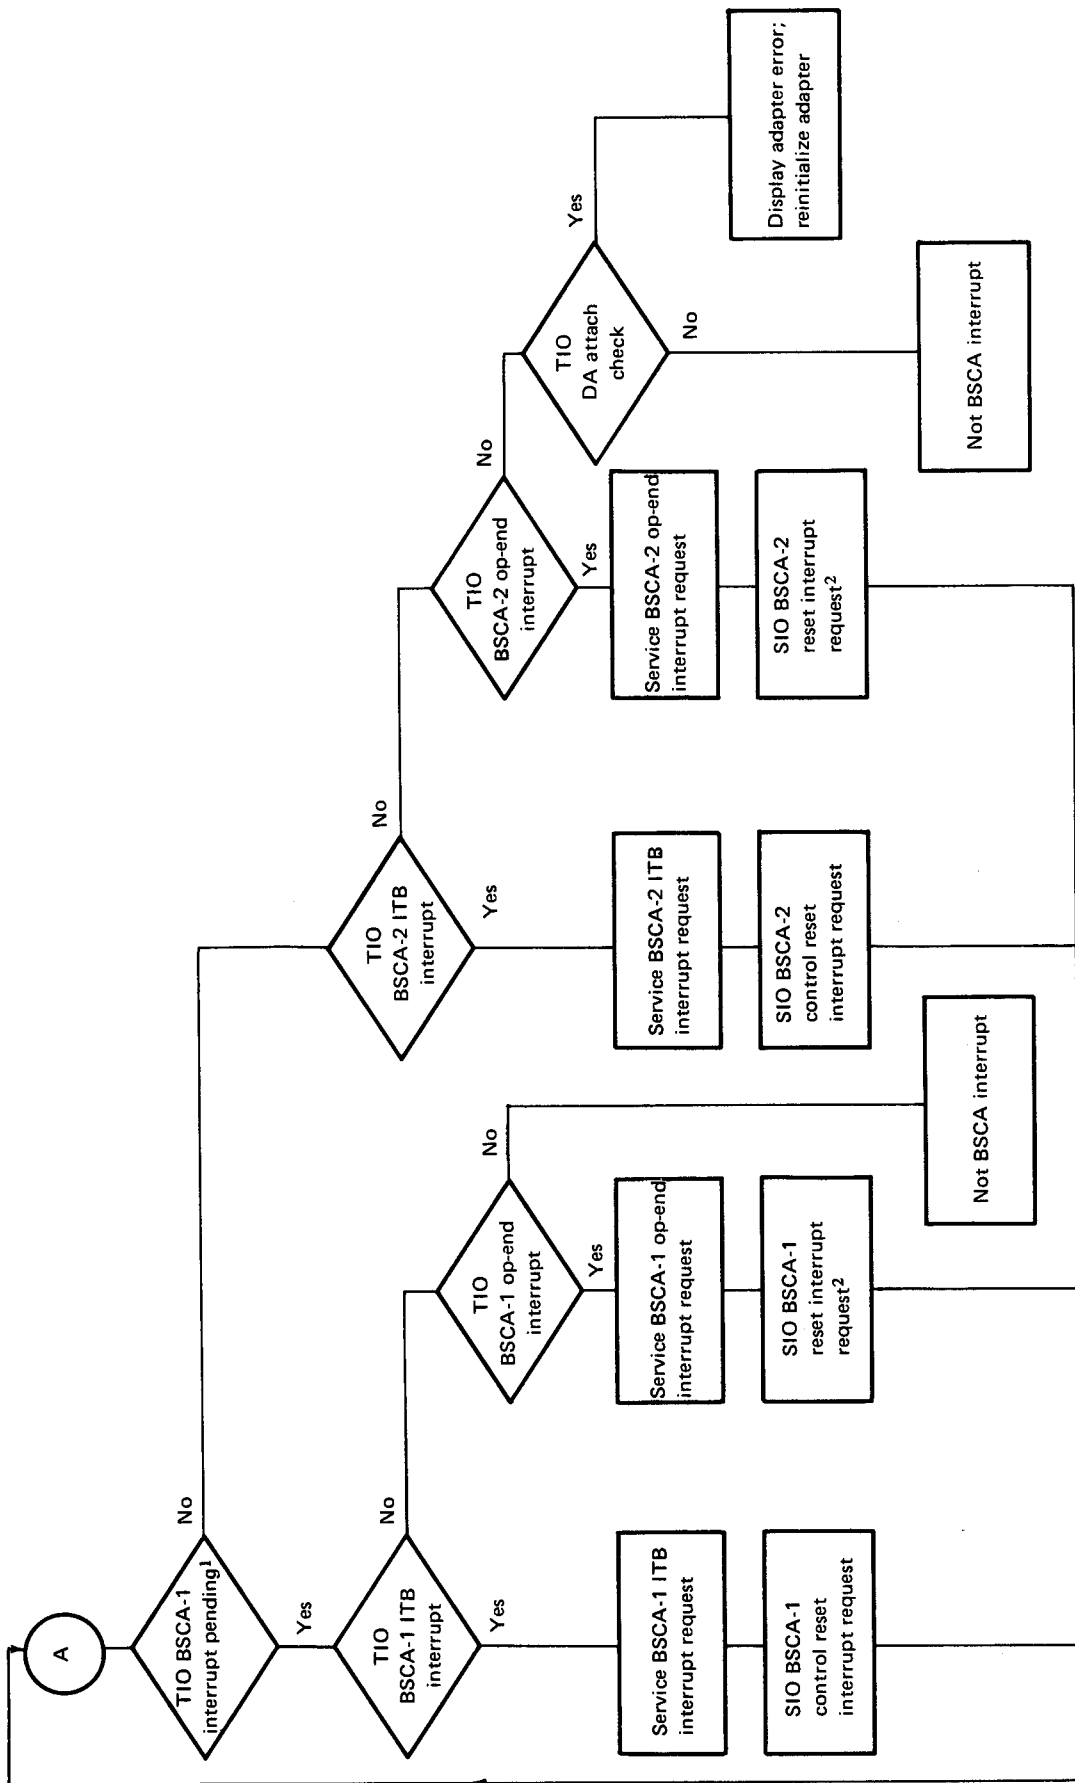 A
TIO BSCA-1
interrupt pending1
No
Yes
TIO
BSCA-1 ITB
interrupt
No
Yes
Service BSCA-1 ITB
interrupt request
SIO BSCA-1
control reset
interrupt request
TIO
BSCA-1 op-end
interrupt
No
Yes
Service BSCA-1 op-end
interrupt request
SIO BSCA-1
reset interrupt
request2
Not BSCA interrupt
TIO
BSCA-2 ITB
interrupt
No
Yes
Service BSCA-2 ITB
interrupt request
SIO BSCA-2
control reset
interrupt request
TIO
BSCA-2 op-end
interrupt
No
Yes
Service BSCA-2 op-end
interrupt request
SIO BSCA-2
reset interrupt
request2
TIO
DA attach
check
Yes
No
Not BSCA interrupt
Display adapter error;
reinitialize adapter